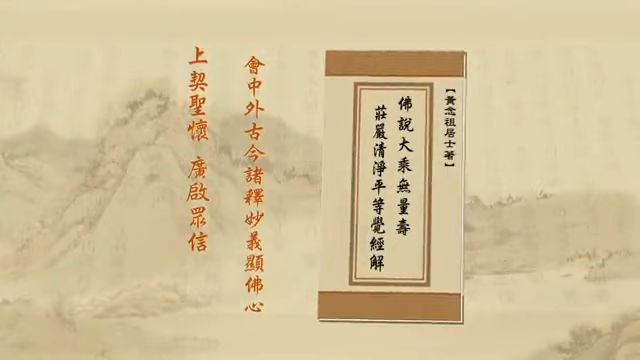 【黃念祖居士著】
佛說大乘無量壽
莊嚴清淨平等覺經解
會中外古今諸釋妙義顯佛心
上契聖懷 廣啟眾信